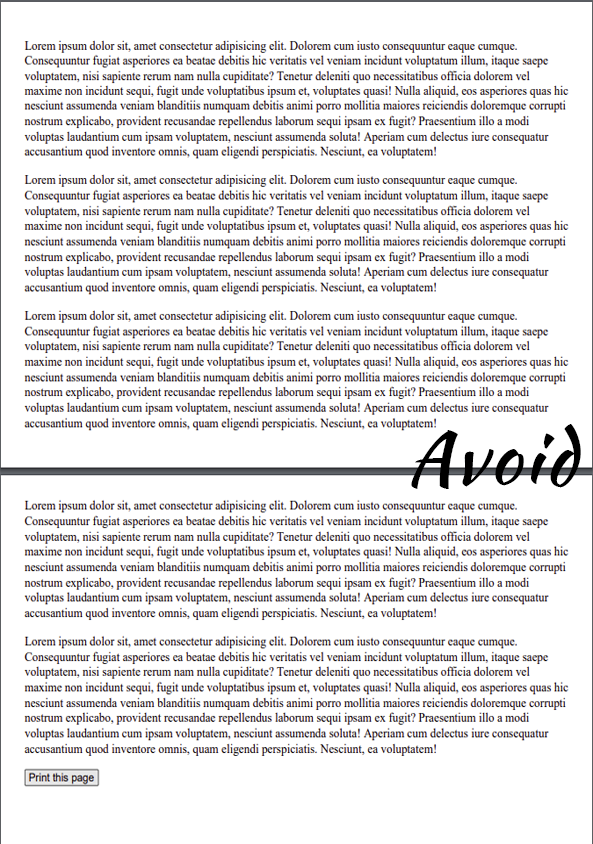 Lorem ipsum dolor sit, amet consectetur adipisicing elit. Dolorem cum iusto consequuntur eaque cumque.
Consequuntur fugiat asperiores ea beatae debitis hic veritatis vel veniam incidunt voluptatum illum, itaque saepe
voluptatem, nisi sapiente rerum nam nulla cupiditate? Tenetur deleniti quo necessitatibus officia dolorem vel
maxime non incidunt sequi, fugit unde voluptatibus ipsum et, voluptates quasi! Nulla aliquid, eos asperiores quas hic
nesciunt assumenda veniam blanditiis numquam debitis animi porro mollitia maiores reiciendis doloremque corrupti
nostrum explicabo, provident recusandae repellendus laborum sequi ipsam ex fugit? Praesentium illo a modi
voluptas laudantium cum ipsam voluptatem, nesciunt assumenda soluta! Aperiam cum delectus iure consequatur
accusantium quod inventore omnis, quam eligendi perspiciatis. Nesciunt, ea voluptatem!
Lorem ipsum dolor sit, amet consectetur adipisicing elit. Dolorem cum iusto consequuntur eaque cumque.
Consequuntur fugiat asperiores ea beatae debitis hic veritatis vel veniam incidunt voluptatum illum, itaque saepe
voluptatem, nisi sapiente rerum nam nulla cupiditate? Tenetur deleniti quo necessitatibus officia dolorem vel
maxime non incidunt sequi, fugit unde voluptatibus ipsum et, voluptates quasi! Nulla aliquid, eos asperiores quas hic
nesciunt assumenda veniam blanditiis numquam debitis animi porro mollitia maiores reiciendis doloremque corrupti
nostrum explicabo, provident recusandae repellendus laborum sequi ipsam ex fugit? Praesentium illo a modi
voluptas laudantium cum ipsam voluptatem, nesciunt assumenda soluta! Aperiam cum delectus iure consequatur
accusantium quod inventore omnis, quam eligendi perspiciatis. Nesciunt, ea voluptatem!
Lorem ipsum dolor sit, amet consectetur adipisicing elit. Dolorem cum iusto consequuntur eaque cumque.
Consequuntur fugiat asperiores ea beatae debitis hic veritatis vel veniam incidunt voluptatum illum, itaque saepe
voluptatem, nisi sapiente rerum nam nulla cupiditate? Tenetur deleniti quo necessitatibus officia dolorem vel
maxime non incidunt sequi, fugit unde voluptatibus ipsum et, voluptates quasi! Nulla aliquid, eos asperiores quas hic
nesciunt assumenda veniam blanditiis numquam debitis animi porro mollitia maiores reiciendis doloremque corrupti
nostrum explicabo, provident recusandae repellendus laborum sequi ipsam ex fugit? Praesentium illo a modi
voluptas laudantium cum ipsam voluptatem, nesciunt assumenda soluta! Aperiam cum delectus iure consequatur
accusantium quod inventore omnis, quam eligendi perspiciatis. Nesciunt, ea voluptatem!
Avoid
Lorem ipsum dolor sit, amet consectetur adipisicing elit. Dolorem cum iusto consequuntur eaque cumque.
Consequuntur fugiat asperiores ea beatae debitis hic veritatis vel veniam incidunt voluptatum illum, itaque saepe
voluptatem, nisi sapiente rerum nam nulla cupiditate? Tenetur deleniti quo necessitatibus officia dolorem vel
maxime non incidunt sequi, fugit unde voluptatibus ipsum et, voluptates quasi! Nulla aliquid, eos asperiores quas hic
nesciunt assumenda veniam blanditiis numquam debitis animi porro mollitia maiores reiciendis doloremque corrupti
nostrum explicabo, provident recusandae repellendus laborum sequi ipsam ex fugit? Praesentium illo a modi
voluptas laudantium cum ipsam voluptatem, nesciunt assumenda soluta! Aperiam cum delectus iure consequatur
accusantium quod inventore omnis, quam eligendi perspiciatis. Nesciunt, ea voluptatem!
Lorem ipsum dolor sit, amet consectetur adipisicing elit. Dolorem cum iusto consequuntur eaque cumque.
Consequuntur fugiat asperiores ea beatae debitis hic veritatis vel veniam incidunt voluptatum illum, itaque saepe
voluptatem, nisi sapiente rerum nam nulla cupiditate? Tenetur deleniti quo necessitatibus officia dolorem vel
maxime non incidunt sequi, fugit unde voluptatibus ipsum et, voluptates quasi! Nulla aliquid, eos asperiores quas hic
nesciunt assumenda veniam blanditiis numquam debitis animi porro mollitia maiores reiciendis doloremque corrupti
nostrum explicabo, provident recusandae repellendus laborum sequi ipsam ex fugit? Praesentium illo a modi
voluptas laudantium cum ipsam voluptatem, nesciunt assumenda soluta! Aperiam cum delectus iure consequatur
accusantium quod inventore omnis, quam eligendi perspiciatis. Nesciunt, ea voluptatem!
Print this page